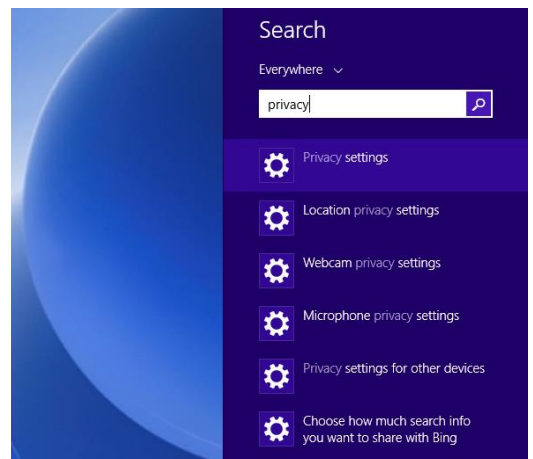 Search
Everywhere
privacy
Privacy settings
Location privacy settings
Webcam privacy settings
Microphone privacy settings
Privacy settings for other devices
Choose how much search info
you want to share with Bing